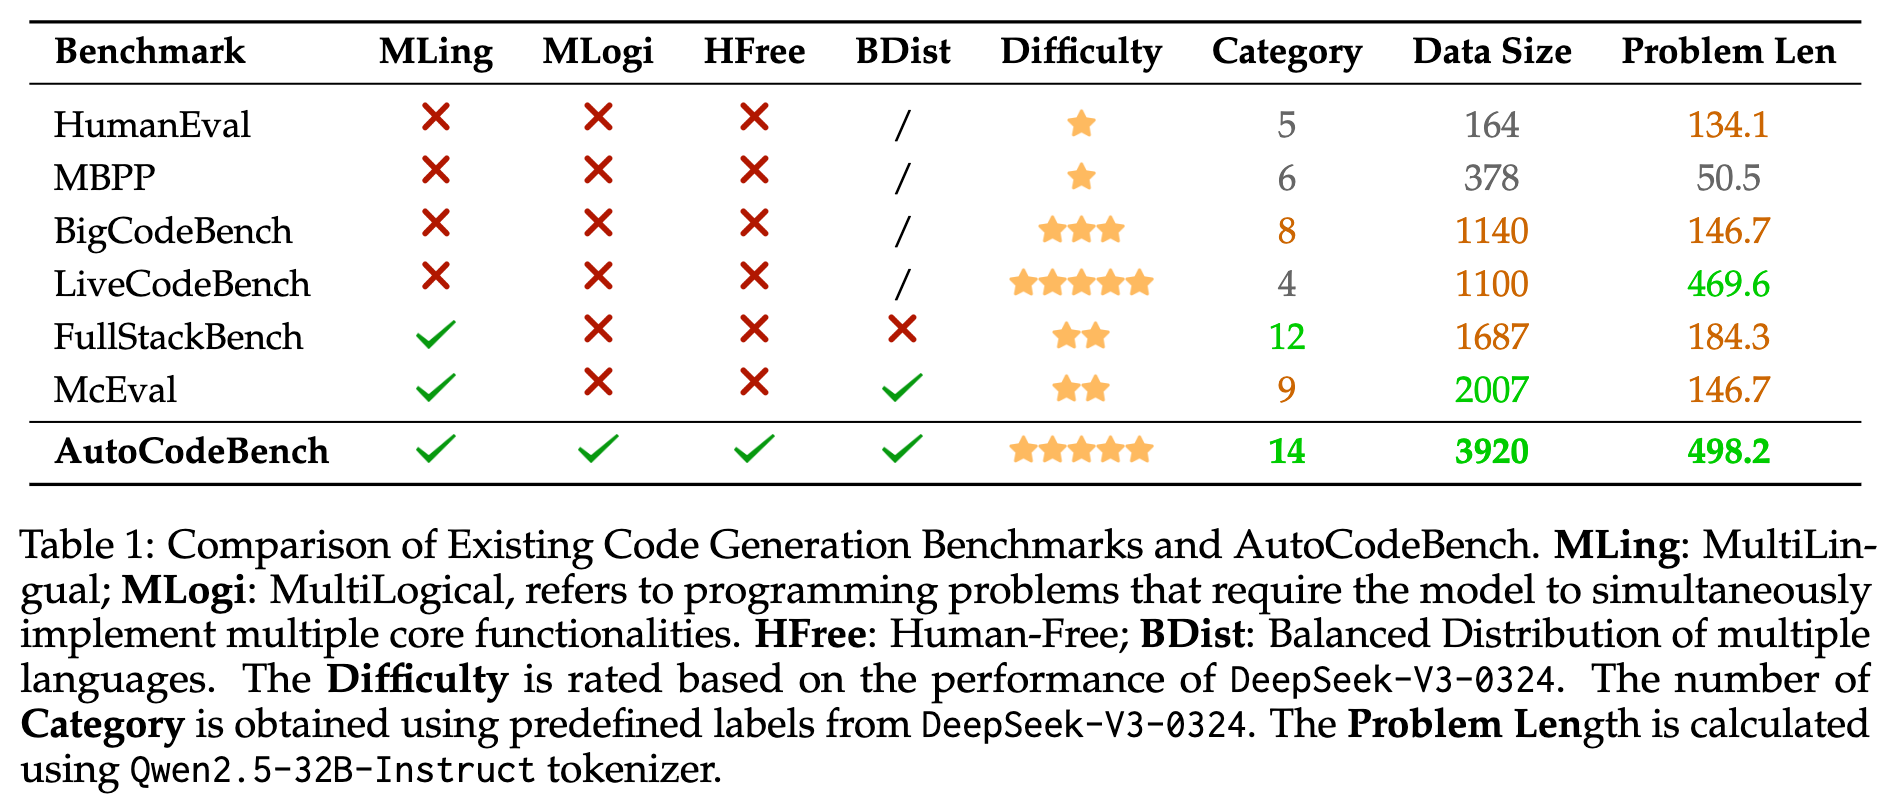 Benchmark MLing MLogi HFree BDist Difficulty Category Data Size Problem Len
HumanEval ✗ ✗ ✗ / ★ 5 164 134.1
MBPP ✗ ✗ ✗ / ★ 6 378 50.5
BigCodeBench ✗ ✗ ✗ / ★★★ 8 1140 146.7
LiveCodeBench ✗ ✗ ✗ / ★★★★★ 4 1100 469.6
FullStackBench ✓ ✗ ✗ ✗ ★★ 12 1687 184.3
McEval ✓ ✗ ✗ ✓ ★★ 9 2007 146.7
AutoCodeBench ✓ ✓ ✓ ✓ ★★★★★ 14 3920 498.2
Table 1: Comparison of Existing Code Generation Benchmarks and AutoCodeBench. MLing: MultiLin-
gual; MLogi: MultiLogical, refers to programming problems that require the model to simultaneously
implement multiple core functionalities. HFree: Human-Free; BDist: Balanced Distribution of multiple
languages. The Difficulty is rated based on the performance of DeepSeek-V3-0324. The number of
Category is obtained using predefined labels from DeepSeek-V3-0324. The Problem Length is calculated
using Qwen2.5-32B-Instruct tokenizer.